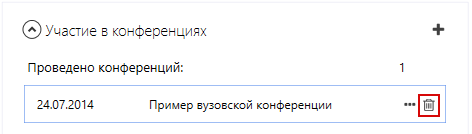 Участие в конференциях
Проведено конференций: 1
24.07.2014 Пример вузовской конференции